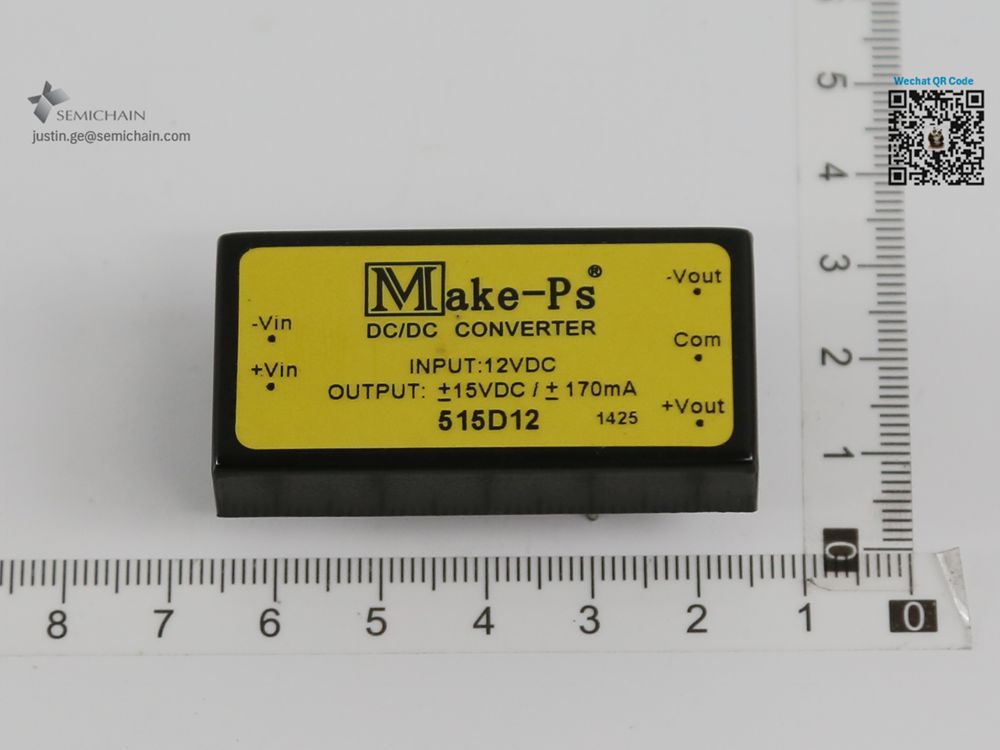 Wechat QR Code
SEMICHAIN
justin.ge@semichain.com
Make-Ps®
DC/DC CONVERTER
-Vin
+Vin
INPUT:12VDC
OUTPUT: ±15VDC / ± 170mA
515D12
1425
-Vout
Com
+Vout
5
4
3
2
1
0
8 7 6 5 4 3 2 1 0